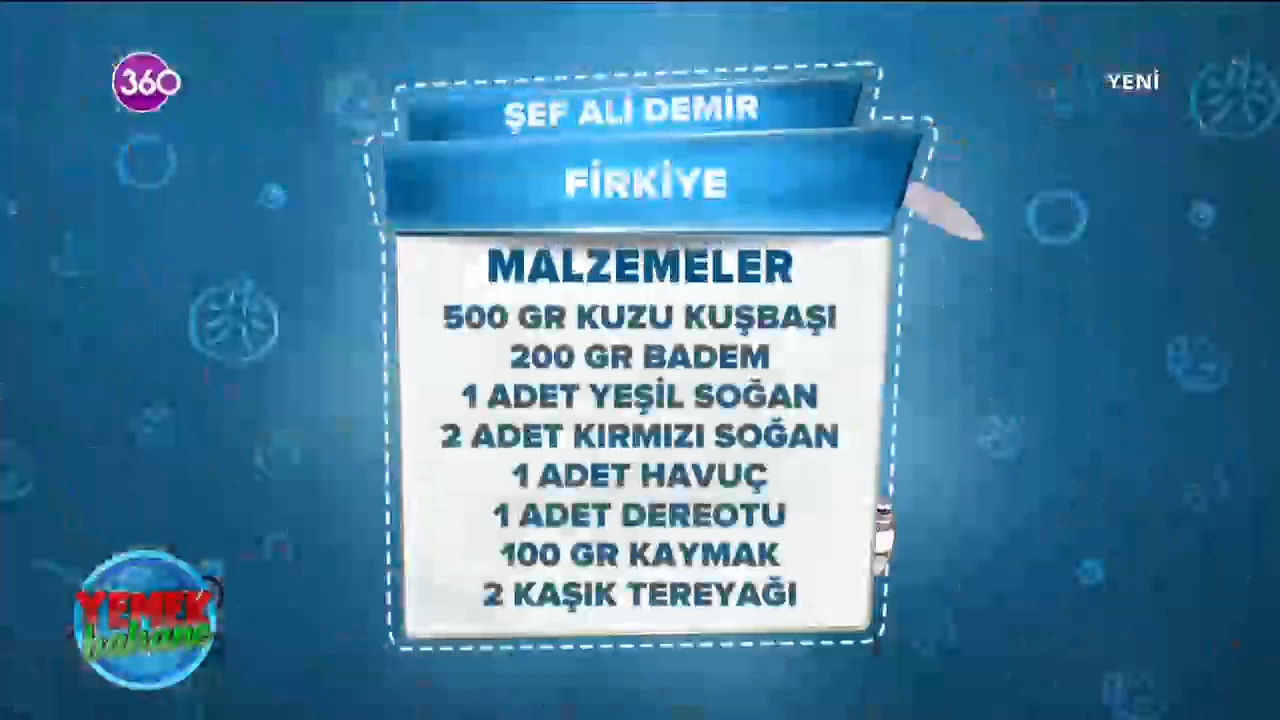 360
YENİ
ŞEF ALİ DEMİR
FİRKİYE
MALZEMELER
500 GR KUZU KUŞBAŞI
200 GR BADEM
1 ADET YEŞİL SOĞAN
2 ADET KIRMIZI SOĞAN
1 ADET HAVUÇ
1 ADET DEREOTU
100 GR KAYMAK
2 KAŞIK TEREYAĞI
YEMEK
bahane